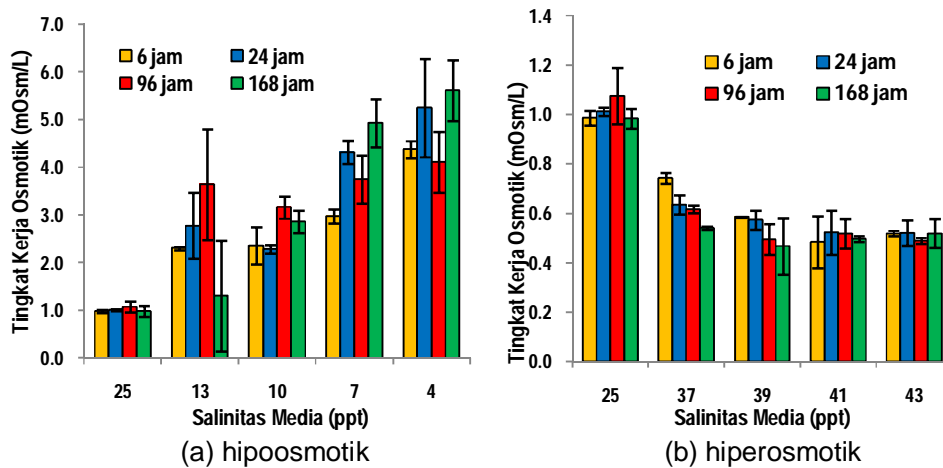 Tingkat Kerja Osmotik (mOsm/L)
7.0
6.0
5.0
4.0
3.0
2.0
1.0
0.0
6 jam
24 jam
96 jam
168 jam
25 13 10 7 4
Salinitas Media (ppt)
(a) hipoosmotik
Tingkat Kerja Osmotik (mOsm/L)
1.4
1.2
1.0
0.8
0.6
0.4
0.2
0.0
6 jam
24 jam
96 jam
168 jam
25 37 39 41 43
Salinitas Media (ppt)
(b) hiperosmotik